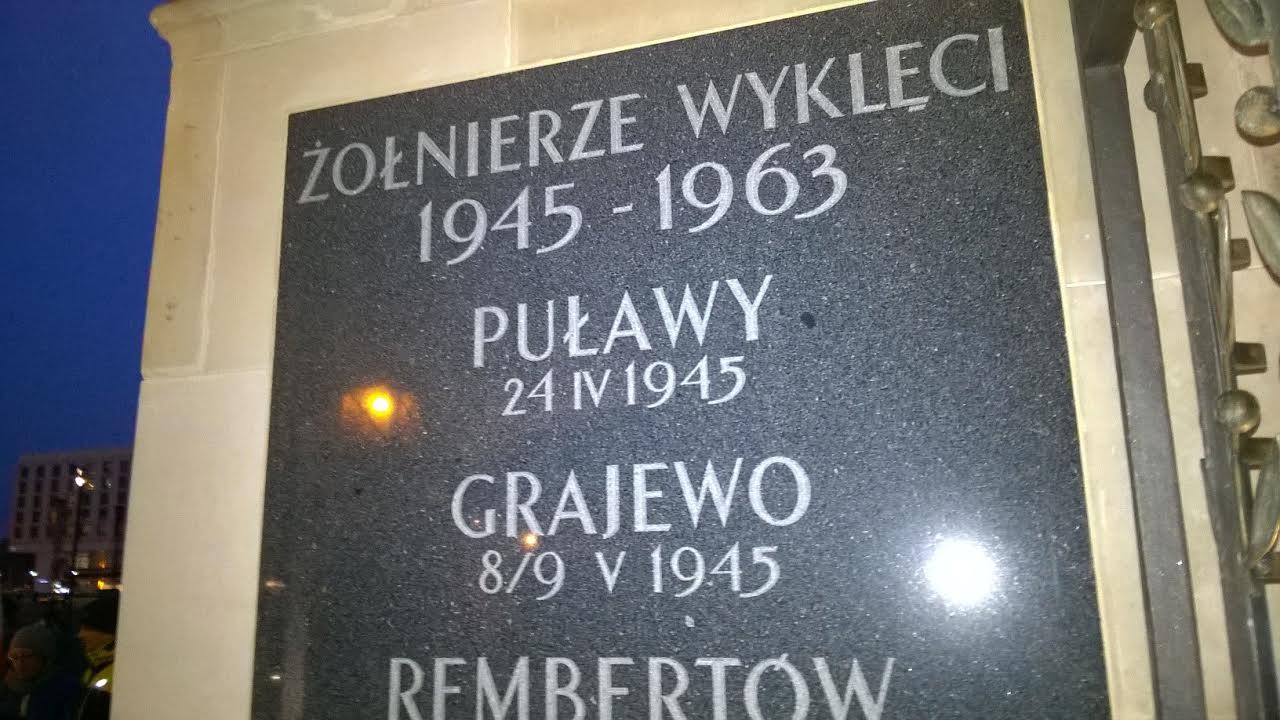 ŻOŁNIERZE WYKLĘCI
1945 - 1963
PUŁAWY
24 IV 1945
GRAJEWO
8/9 V 1945
REMBERTÓW